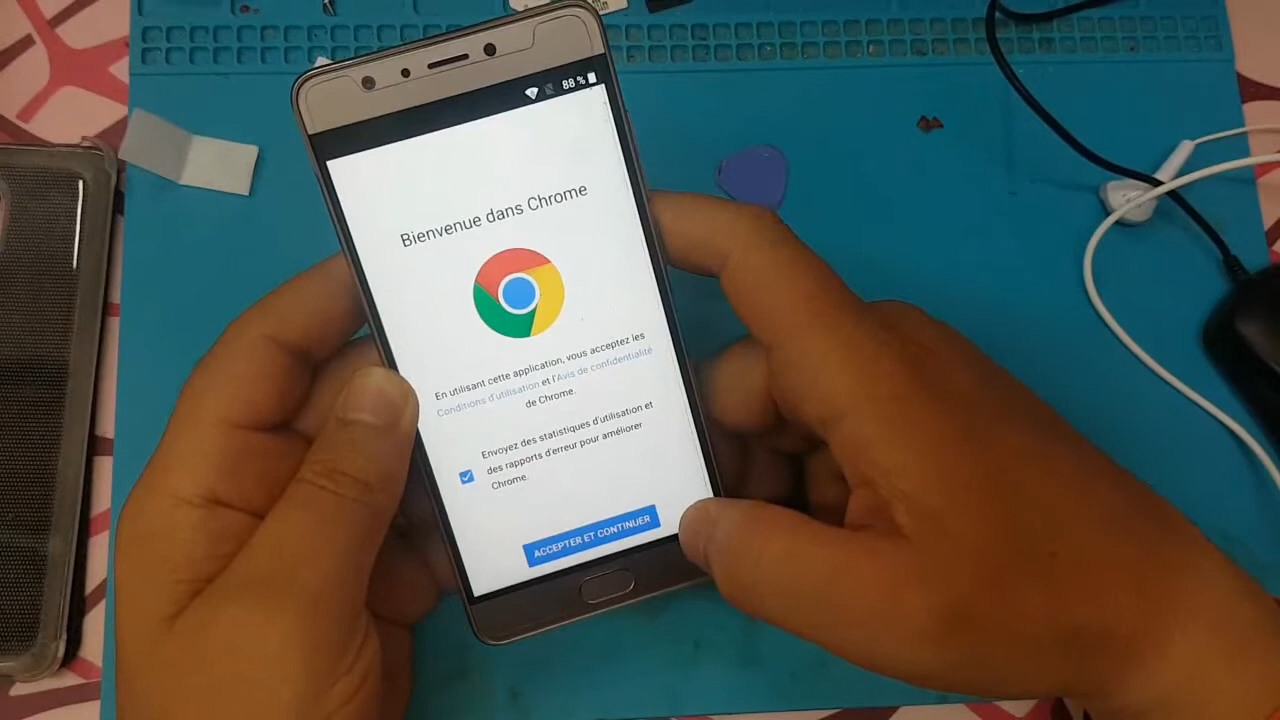 88 %
Bienvenue dans Chrome
En utilisant cette application, vous acceptez les
Conditions d'utilisation et l'Avis de confidentialité
de Chrome.
Envoyez des statistiques d'utilisation et
des rapports d'erreur pour améliorer
Chrome.
ACCEPTER ET CONTINUER